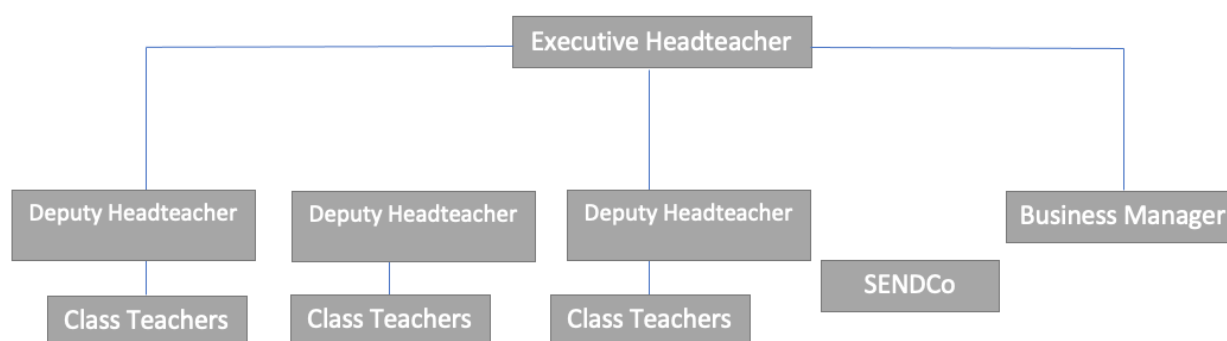 Executive Headteacher
Deputy Headteacher
Deputy Headteacher
Deputy Headteacher
Business Manager
SENDCo
Class Teachers
Class Teachers
Class Teachers